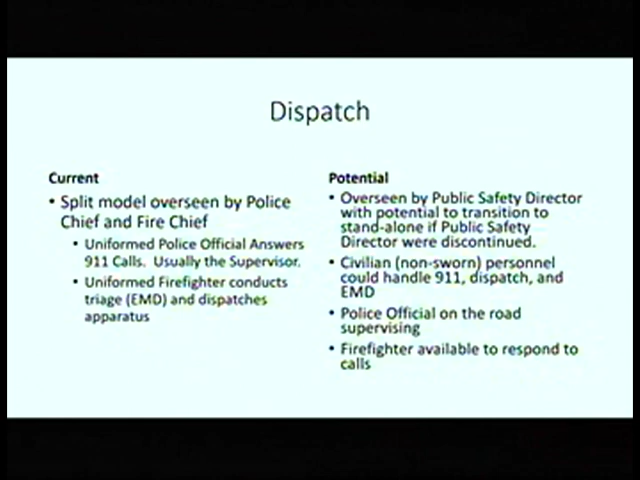 Dispatch
Current
• Split model overseen by Police
Chief and Fire Chief
• Uniformed Police Official Answers
911 Calls. Usually the Supervisor.
• Uniformed Firefighter conducts
triage (EMD) and dispatches
apparatus
Potential
• Overseen by Public Safety Director
with potential to transition to
stand-alone if Public Safety
Director were discontinued.
• Civilian (non-sworn) personnel
could handle 911, dispatch, and
EMD
• Police Official on the road
supervising
• Firefighter available to respond to
calls